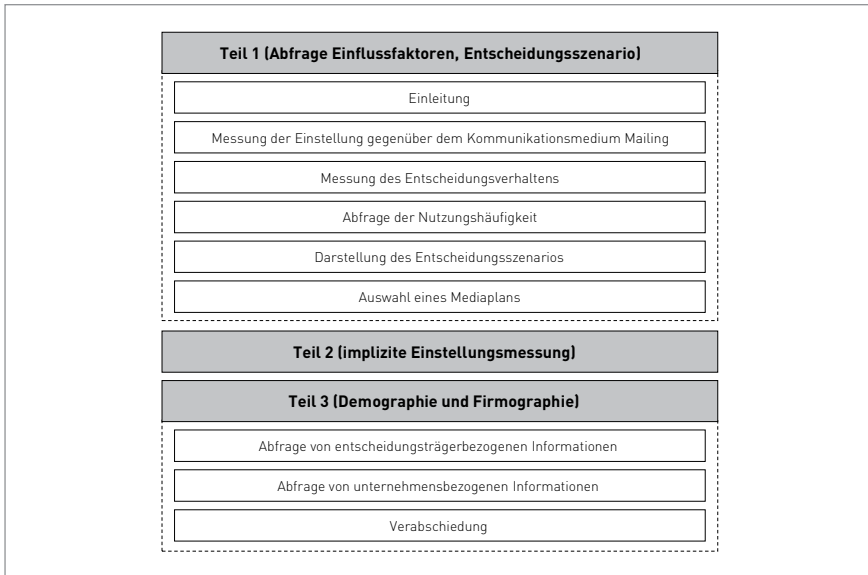 Teil 1 (Abfrage Einflussfaktoren, Entscheidungsszenario)
Einleitung
Messung der Einstellung gegenüber dem Kommunikationsmedium Mailing
Messung des Entscheidungsverhaltens
Abfrage der Nutzungshäufigkeit
Darstellung des Entscheidungsszenarios
Auswahl eines Mediaplans
Teil 2 (implizite Einstellungsmessung)
Teil 3 (Demographie und Firmographie)
Abfrage von entscheidungsträgerbezogenen Informationen
Abfrage von unternehmensbezogenen Informationen
Verabschiedung